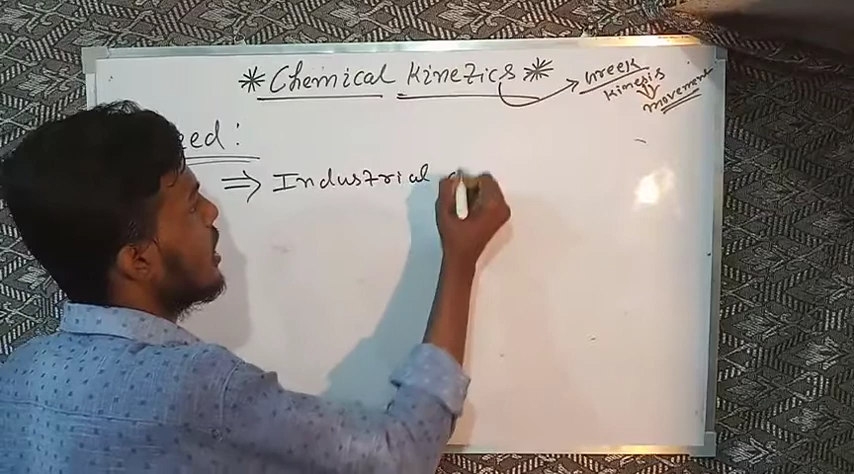 * Chemical Kinetics * → Greek
Kinesis
movement
eed:
⇒ Industrial